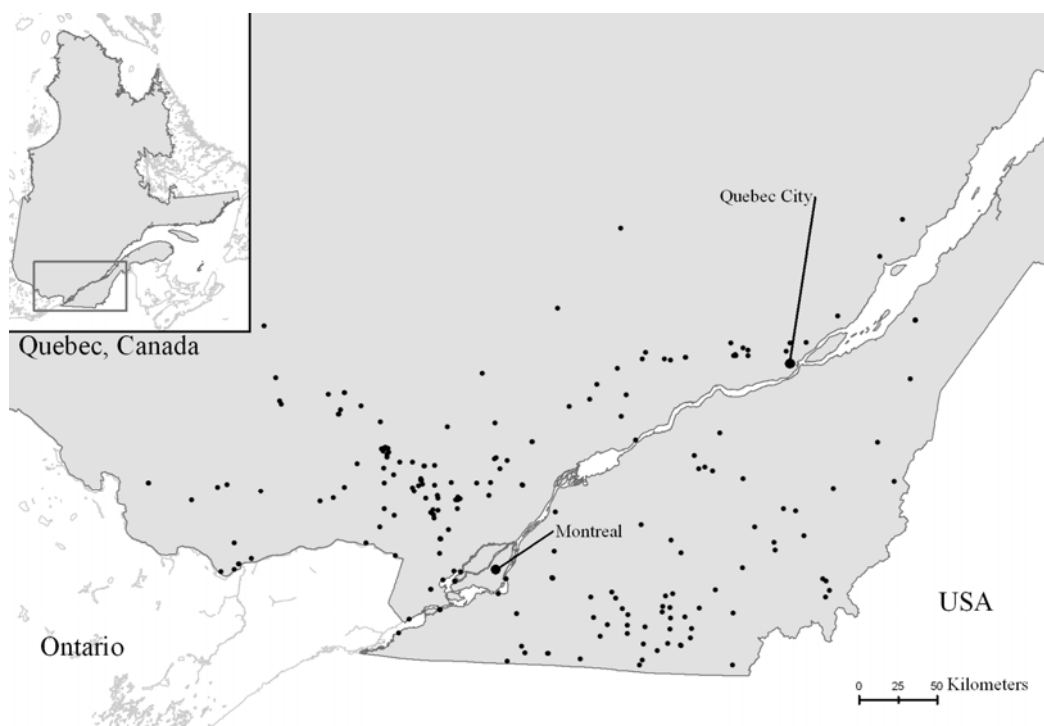 Quebec City
Quebec, Canada
Montreal
USA
Ontario
0 25 50 Kilometers